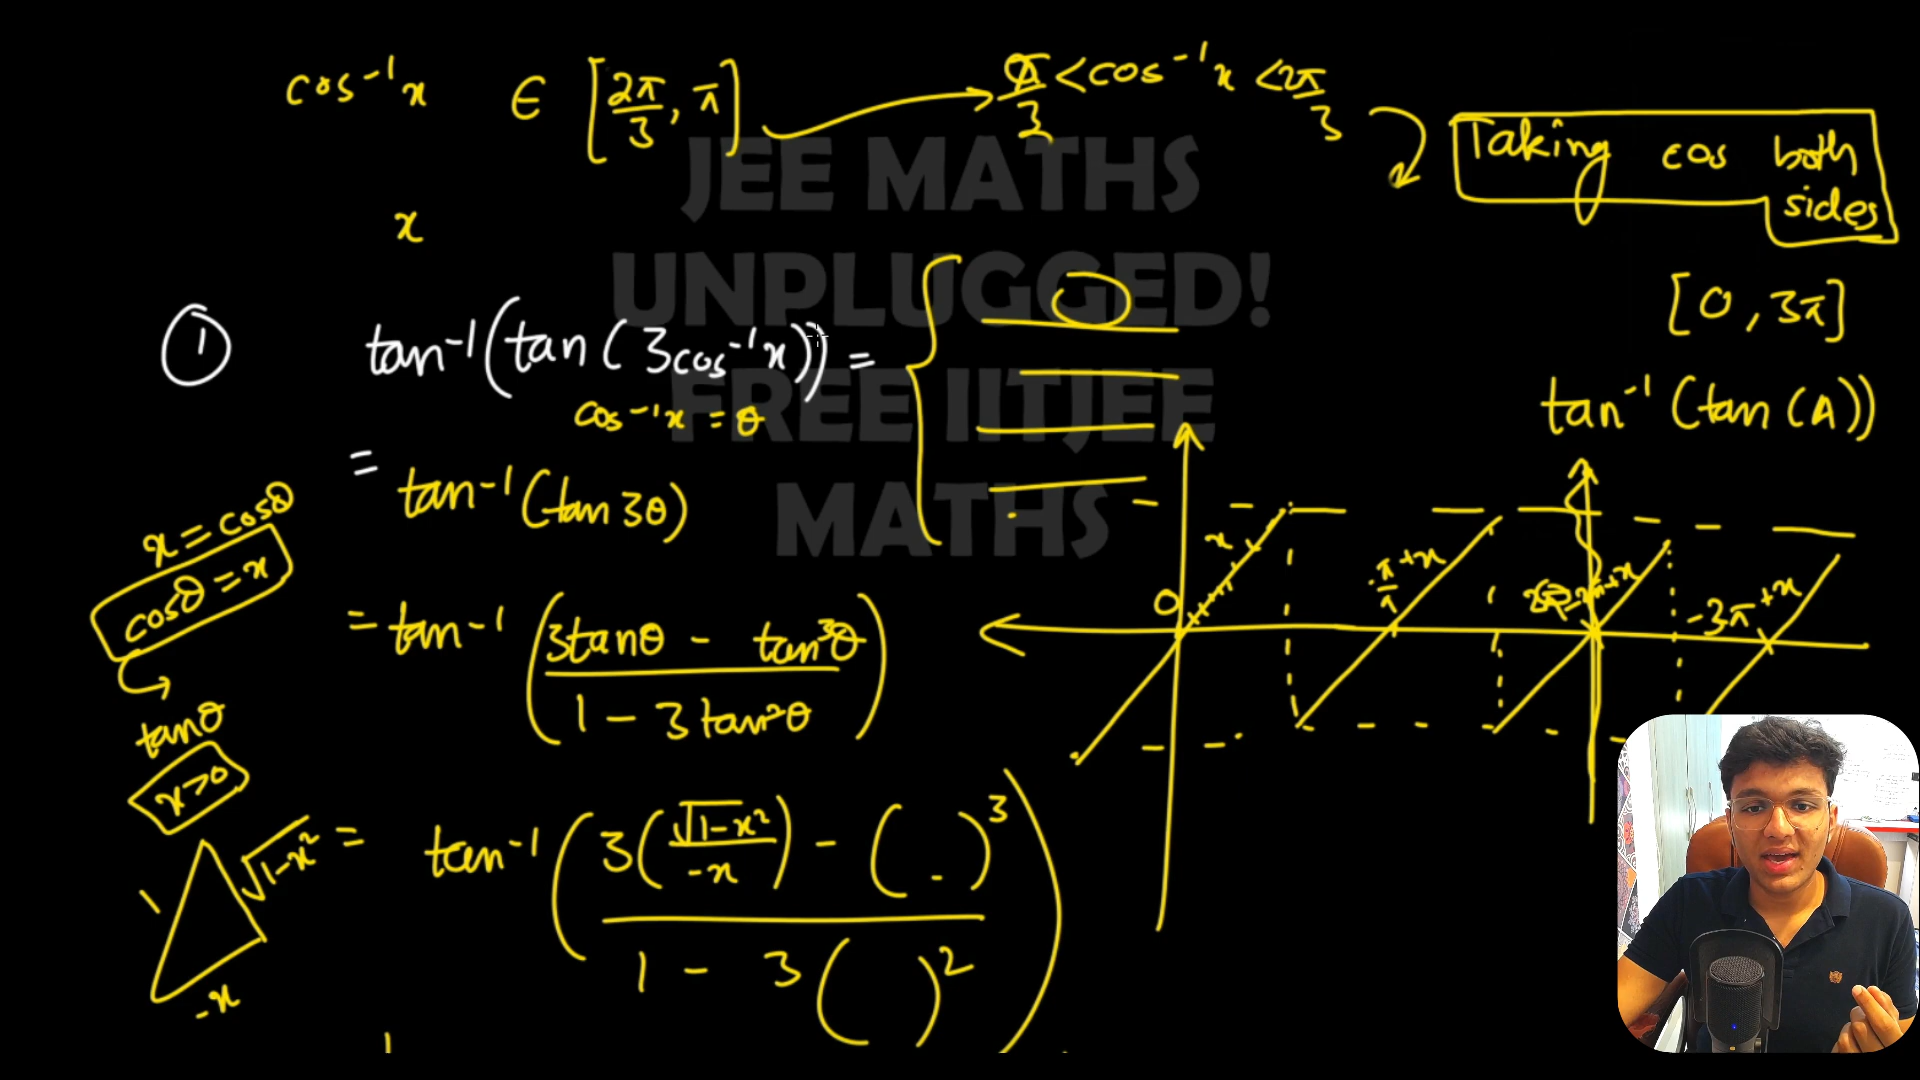 cos⁻¹x ∈ [2π/3, π]
π/3 < cos⁻¹x < 2π/3
Taking cos both sides
x
JEE MATHS
UNPLUGGED!
FREE IITJEE
MATHS
[0, 3π]
① tan⁻¹(tan(3cos⁻¹x)) =
tan⁻¹(tan(A))
cos⁻¹x = θ
= tan⁻¹(tan 3θ)
x = cosθ
cosθ = x
= tan⁻¹((3tanθ - tan³θ)/(1 - 3tan²θ))
tanθ
x>0
1
√1-x²
-x
= tan⁻¹((3(√1-x²/-x) - ( )³)/(1 - 3( )²))
0
x
-3π+x